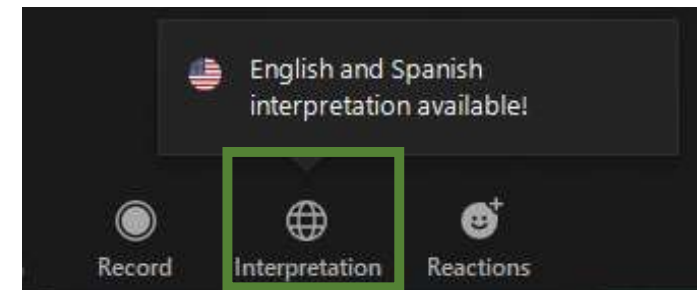 English and Spanish
interpretation available!
Record
Interpretation
Reactions